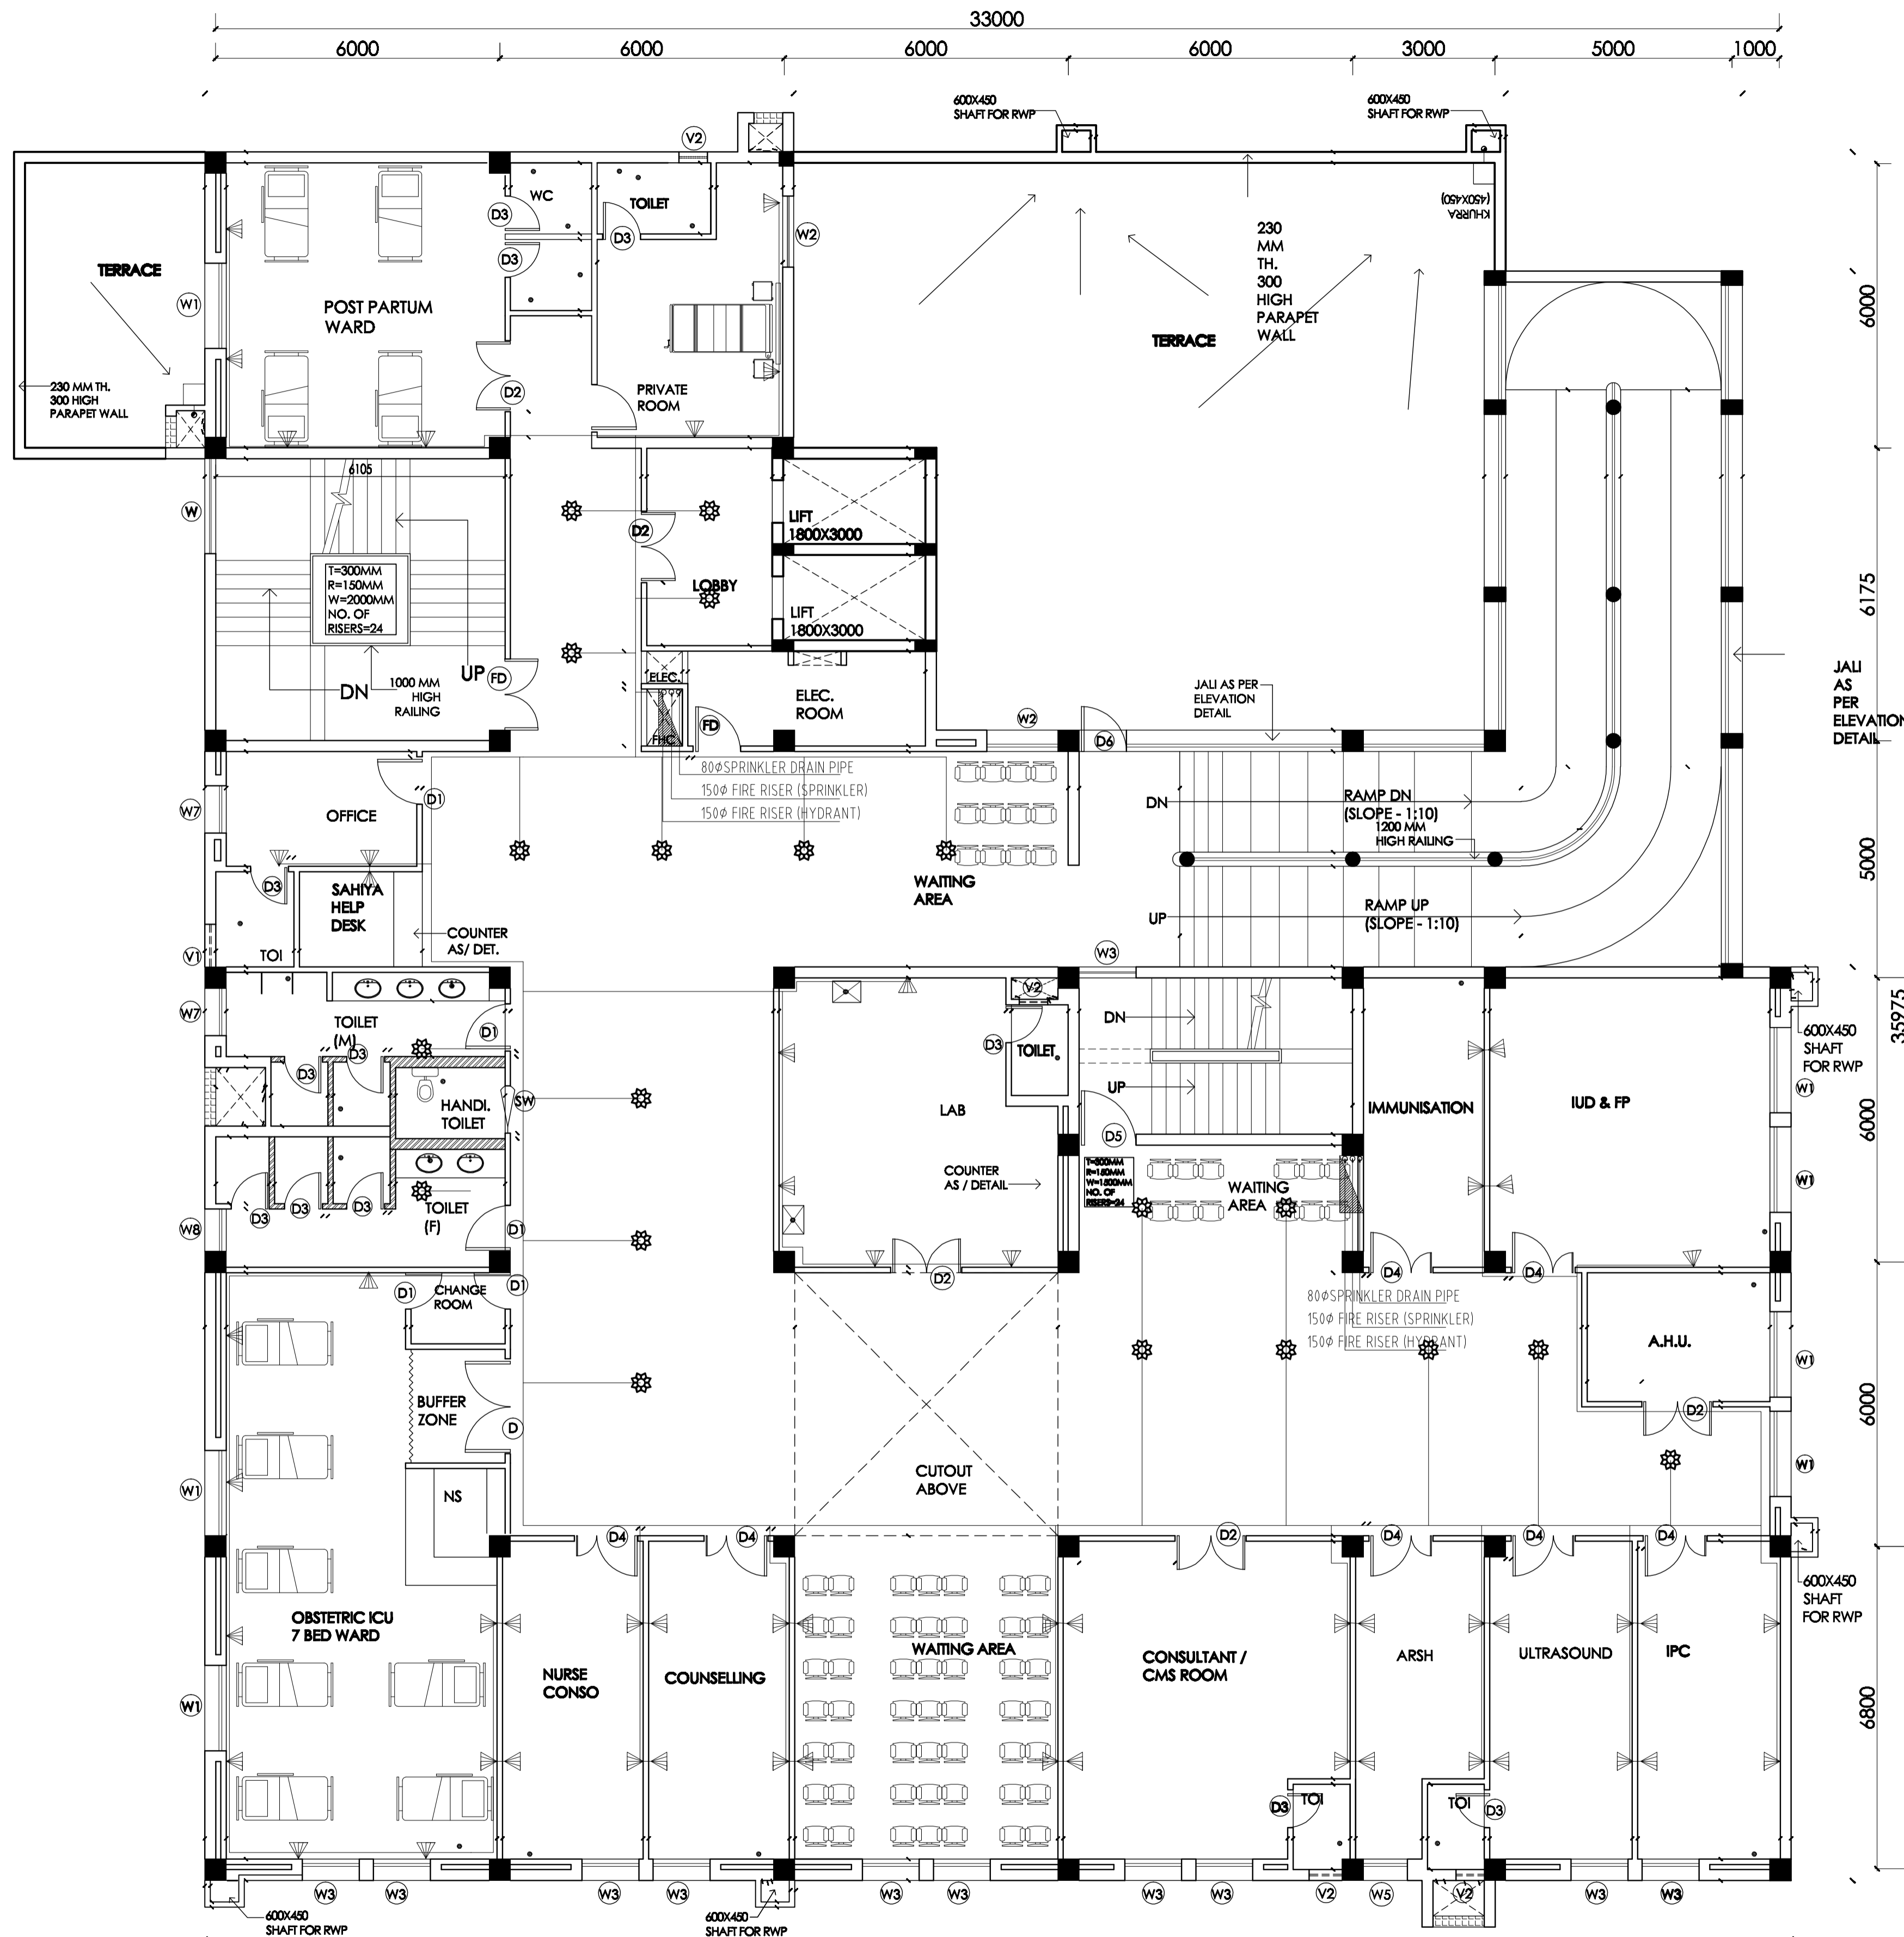 33000
6000
6000
6000
6000
3000
5000
1000
600X450
SHAFT FOR RWP
600X450
SHAFT FOR RWP
V2
WC
TOILET
D3
D3
D3
W2
KHURRA
(450X450)
230
MM
TH.
300
HIGH
PARAPET
WALL
TERRACE
W1
POST PARTUM
WARD
TERRACE
6000
230 MM TH.
300 HIGH
PARAPET WALL
D2
PRIVATE
ROOM
6105
W
D2
LIFT
1800X3000
T=300MM
R=150MM
W=2000MM
NO. OF
RISERS=24
LOBBY
LIFT
1800X3000
6175
UP
FD
DN
1000 MM
HIGH
RAILING
ELEC.
ELEC.
ROOM
FHC
FD
JALI AS PER
ELEVATION
DETAIL
W2
D6
JALI
AS
PER
ELEVATION
DETAIL
80φSPRINKLER DRAIN PIPE
150φ FIRE RISER (SPRINKLER)
150φ FIRE RISER (HYDRANT)
W7
OFFICE
D1
DN
RAMP DN
(SLOPE - 1:10)
1200 MM
HIGH RAILING
5000
D3
SAHIYA
HELP
DESK
WAITING
AREA
UP
RAMP UP
(SLOPE - 1:10)
COUNTER
AS/ DET.
V1
TOI
W3
W7
TOILET
(M)
D1
V2
D3
TOILET
DN
UP
D3
D3
600X450
SHAFT
FOR RWP
35975
HANDI.
TOILET
SW
LAB
D5
IMMUNISATION
IUD & FP
W1
6000
COUNTER
AS / DETAIL
T=300MM
R=150MM
W=1500MM
NO. OF
RISERS=24
WAITING
AREA
W1
W8
D3
D3
D3
TOILET
(F)
D1
D2
D4
D4
D1
CHANGE
ROOM
D1
80φSPRINKLER DRAIN PIPE
150φ FIRE RISER (SPRINKLER)
150φ FIRE RISER (HYDRANT)
A.H.U.
W1
BUFFER
ZONE
D
D2
6000
CUTOUT
ABOVE
W1
W1
NS
D4
D4
D2
D4
D4
D4
600X450
SHAFT
FOR RWP
OBSTETRIC ICU
7 BED WARD
NURSE
CONSO
COUNSELLING
WAITING AREA
CONSULTANT /
CMS ROOM
ARSH
ULTRASOUND
IPC
W1
6800
D3
TOI
TOI
D3
W3
W3
W3
W3
W3
W3
W3
W3
V2
W5
V2
W3
W3
600X450
SHAFT FOR RWP
600X450
SHAFT FOR RWP